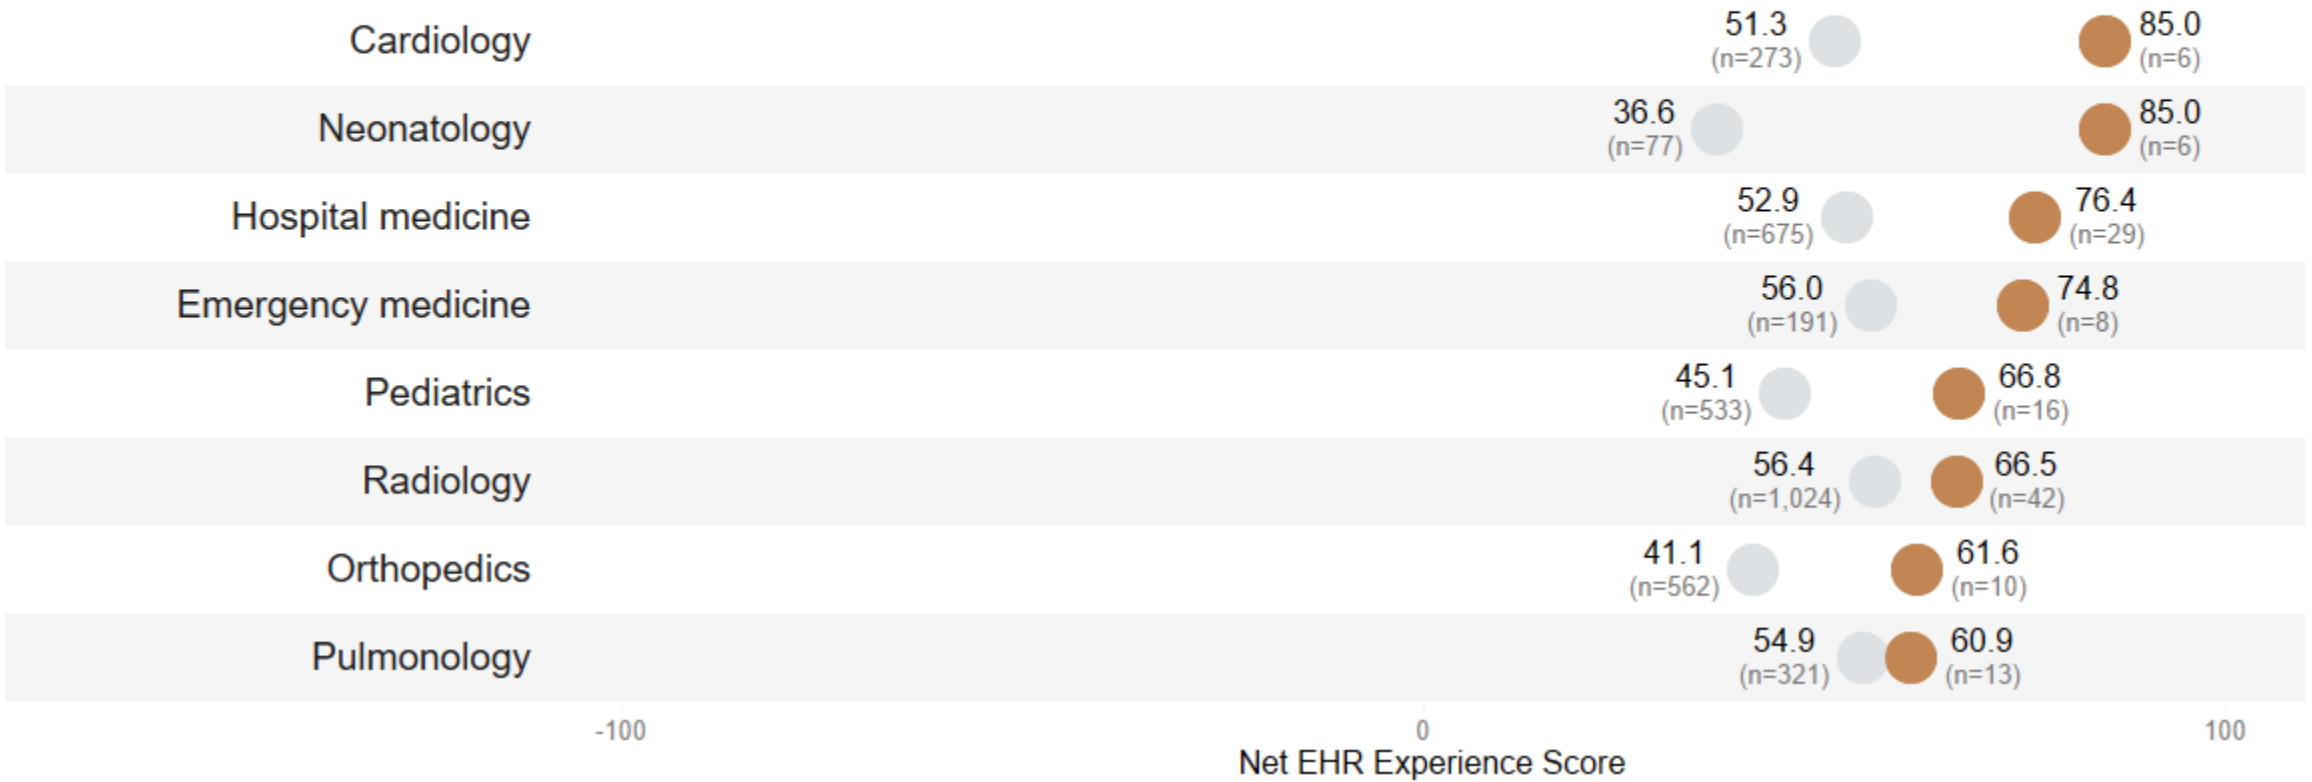 Cardiology
51.3
(n=273)
85.0
(n=6)
Neonatology
36.6
(n=77)
85.0
(n=6)
Hospital medicine
52.9
(n=675)
76.4
(n=29)
Emergency medicine
56.0
(n=191)
74.8
(n=8)
Pediatrics
45.1
(n=533)
66.8
(n=16)
Radiology
56.4
(n=1,024)
66.5
(n=42)
Orthopedics
41.1
(n=562)
61.6
(n=10)
Pulmonology
54.9
(n=321)
60.9
(n=13)
-100
0
100
Net EHR Experience Score